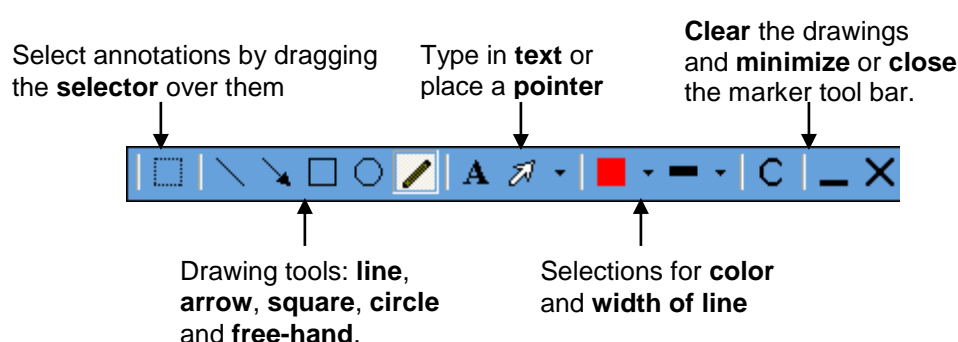 Select annotations by dragging
the selector over them
Type in text or
place a pointer
Clear the drawings
and minimize or close
the marker tool bar.
A
C
Drawing tools: line,
arrow, square, circle
and free-hand.
Selections for color
and width of line